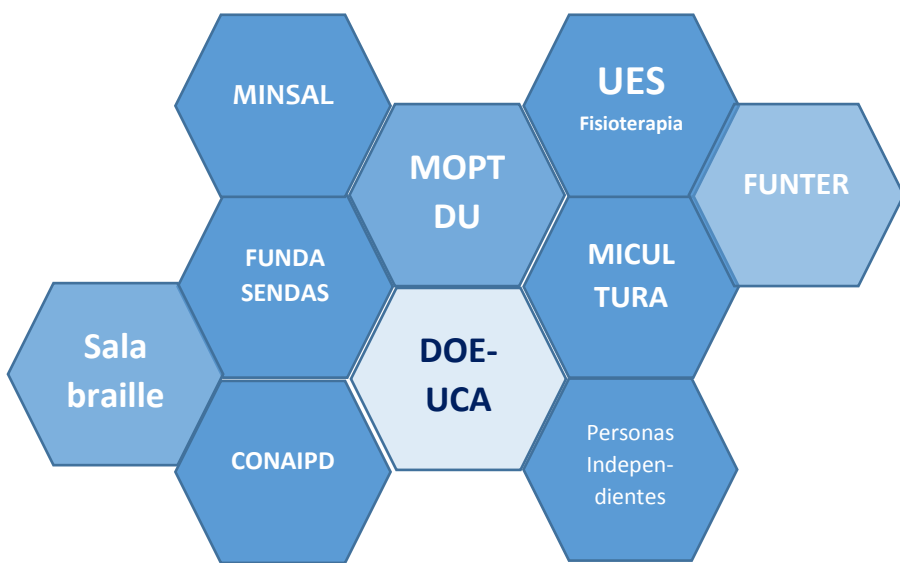 MINSAL
UES
Fisioterapia
MOPT
DU
FUNTER
FUNDA
SENDAS
MICUL
TURA
Sala
braille
DOE-
UCA
CONAIPD
Personas
Indepen-
dientes